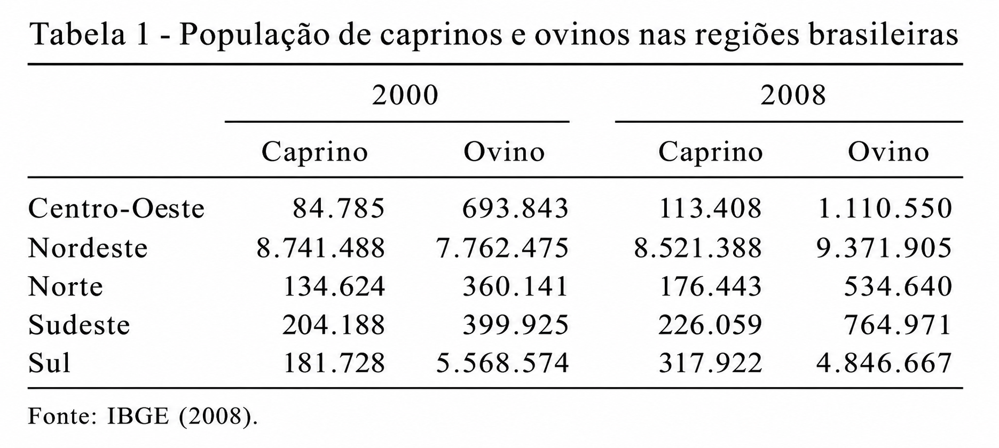 Tabela 1 - População de caprinos e ovinos nas regiões brasileiras
2000 2008
Caprino Ovino Caprino Ovino
Centro-Oeste 84.785 693.843 113.408 1.110.550
Nordeste 8.741.488 7.762.475 8.521.388 9.371.905
Norte 134.624 360.141 176.443 534.640
Sudeste 204.188 399.925 226.059 764.971
Sul 181.728 5.568.574 317.922 4.846.667
Fonte: IBGE (2008).